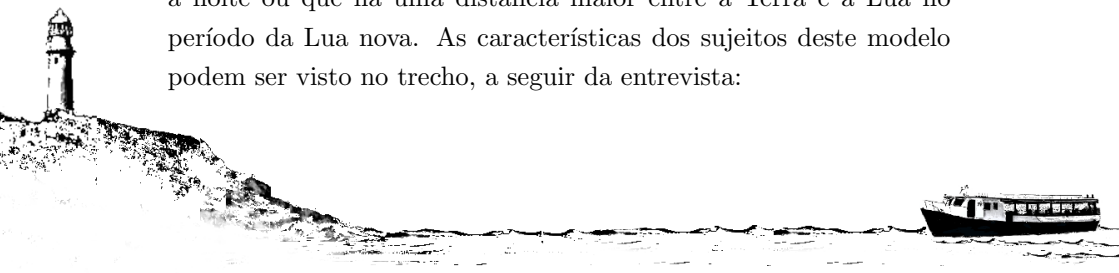 a noite ou que há uma distância maior entre a Terra e a Lua no
período da Lua nova. As características dos sujeitos deste modelo
podem ser visto no trecho, a seguir da entrevista: